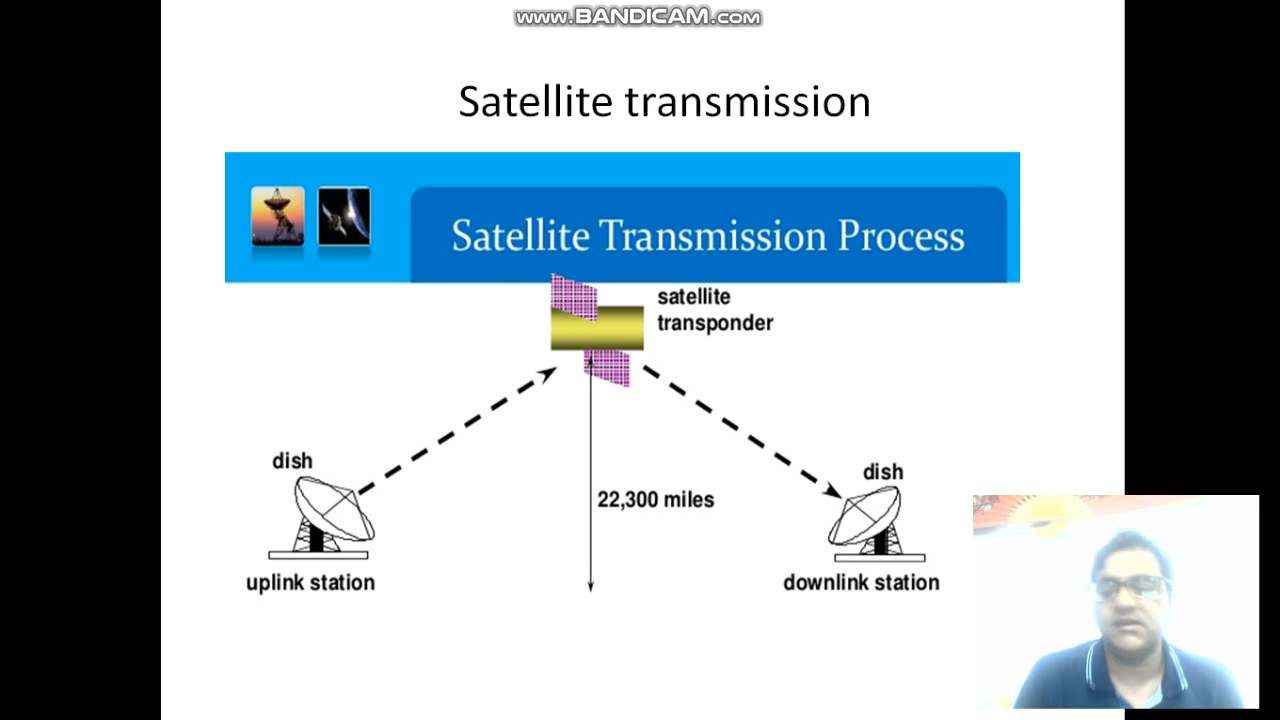 www.BANDICAM.com
Satellite transmission
Satellite Transmission Process
satellite
transponder
dish
dish
22,300 miles
uplink station
downlink station